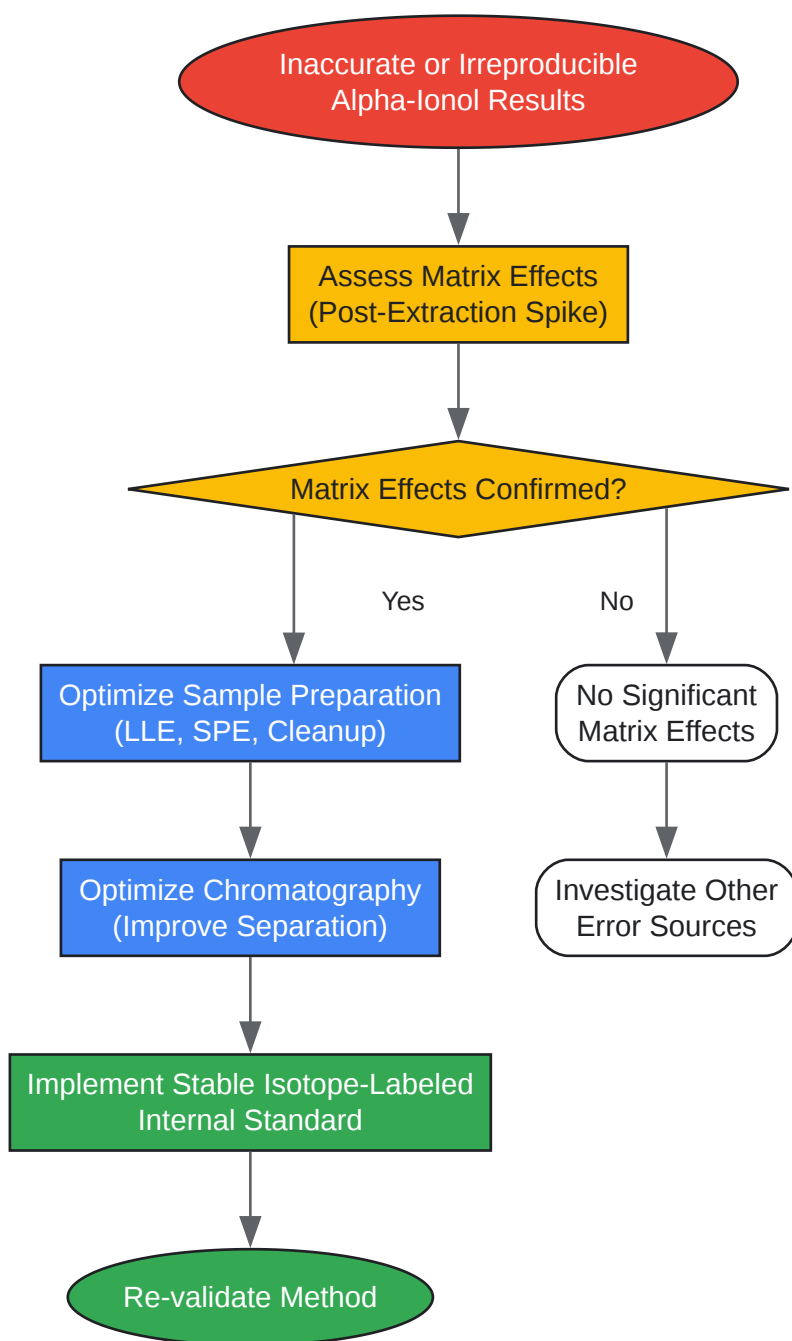 Inaccurate or Irreproducible
Alpha-Ionol Results
Assess Matrix Effects
(Post-Extraction Spike)
Matrix Effects Confirmed?
Yes
No
Optimize Sample Preparation
(LLE, SPE, Cleanup)
No Significant
Matrix Effects
Optimize Chromatography
(Improve Separation)
Investigate Other
Error Sources
Implement Stable Isotope-Labeled
Internal Standard
Re-validate Method